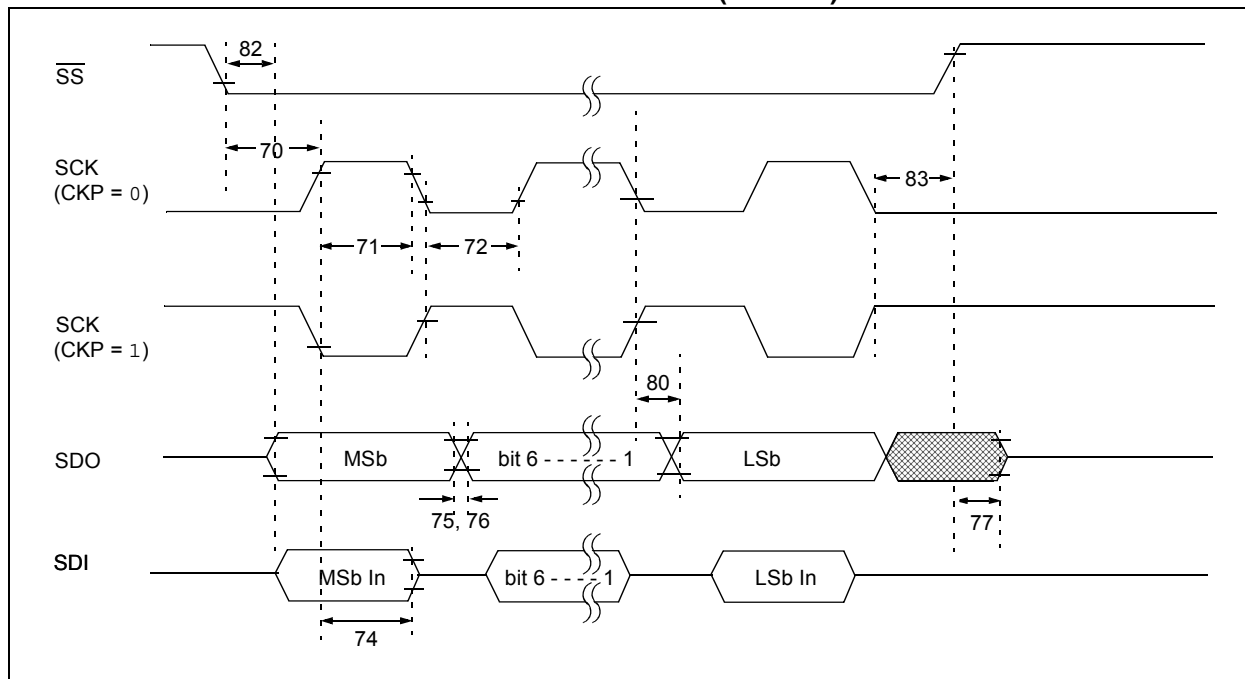 82
SS
70
SCK
(CKP = 0)
83
71
72
SCK
(CKP = 1)
80
SDO
MSb
bit 6 - - - - - - 1
LSb
75, 76
77
SDI
MSb In
bit 6 - - - - 1
LSb In
74